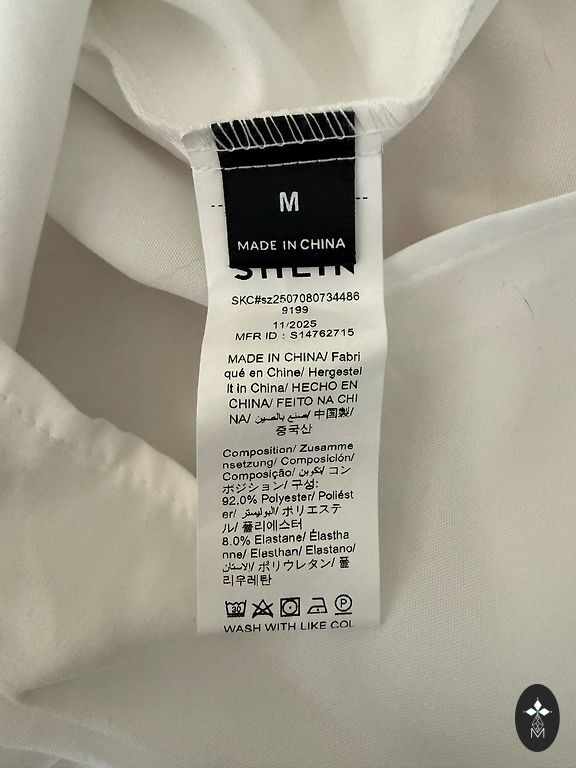 M
MADE IN CHINA
SHEIN
SKC#sz2507080734486
9199
11/2025
MFR ID : S14762715
MADE IN CHINA/ Fabri
qué en Chine/ Hergestel
lt in China/ HECHO EN
CHINA/ FEITO NA CHI
NA/ صنع بالصين/ 中国製/
중국산
Composition/ Zusamme
nsetzung/ Composición/
Composição/ تكوين/ コン
ポジション/ 구성:
92.0% Polyester/ Poliést
er/ البوليستر/ ポリエステ
ル/ 폴리에스터
8.0% Elastane/ Élastha
nne/ Elasthan/ Elastano/
الاستان/ ポリウレタン/ 폴
리우레탄
30
P
WASH WITH LIKE COL
M